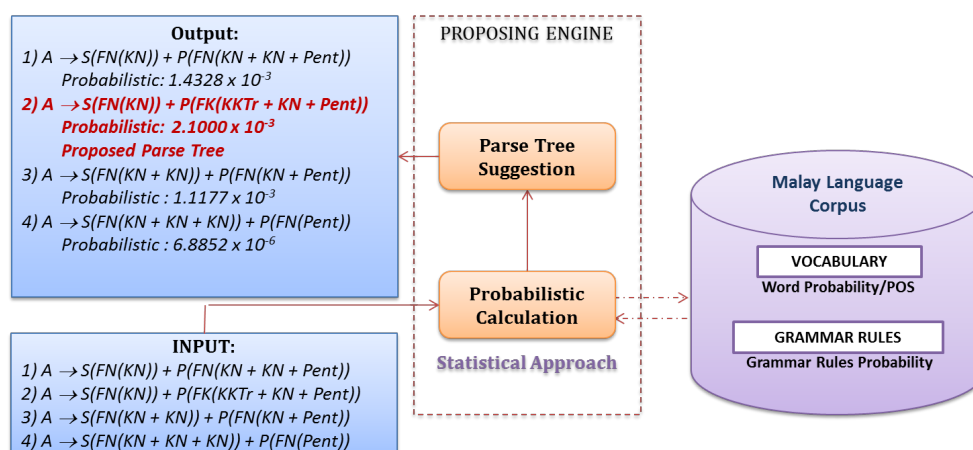 Output:
1) A → S(FN(KN)) + P(FN(KN + KN + Pent))
Probabilistic: 1.4328 x 10⁻³
2) A → S(FN(KN)) + P(FK(KKTr + KN + Pent))
Probabilistic: 2.1000 x 10⁻³
Proposed Parse Tree
3) A → S(FN(KN + KN)) + P(FN(KN + Pent))
Probabilistic : 1.1177 x 10⁻³
4) A → S(FN(KN + KN + KN)) + P(FN(Pent))
Probabilistic : 6.8852 x 10⁻⁶
INPUT:
1) A → S(FN(KN)) + P(FN(KN + KN + Pent))
2) A → S(FN(KN)) + P(FK(KKTr + KN + Pent))
3) A → S(FN(KN + KN)) + P(FN(KN + Pent))
4) A → S(FN(KN + KN + KN)) + P(FN(Pent))
PROPOSING ENGINE
Parse Tree
Suggestion
Probabilistic
Calculation
Statistical Approach
Malay Language
Corpus
VOCABULARY
Word Probability/POS
GRAMMAR RULES
Grammar Rules Probability